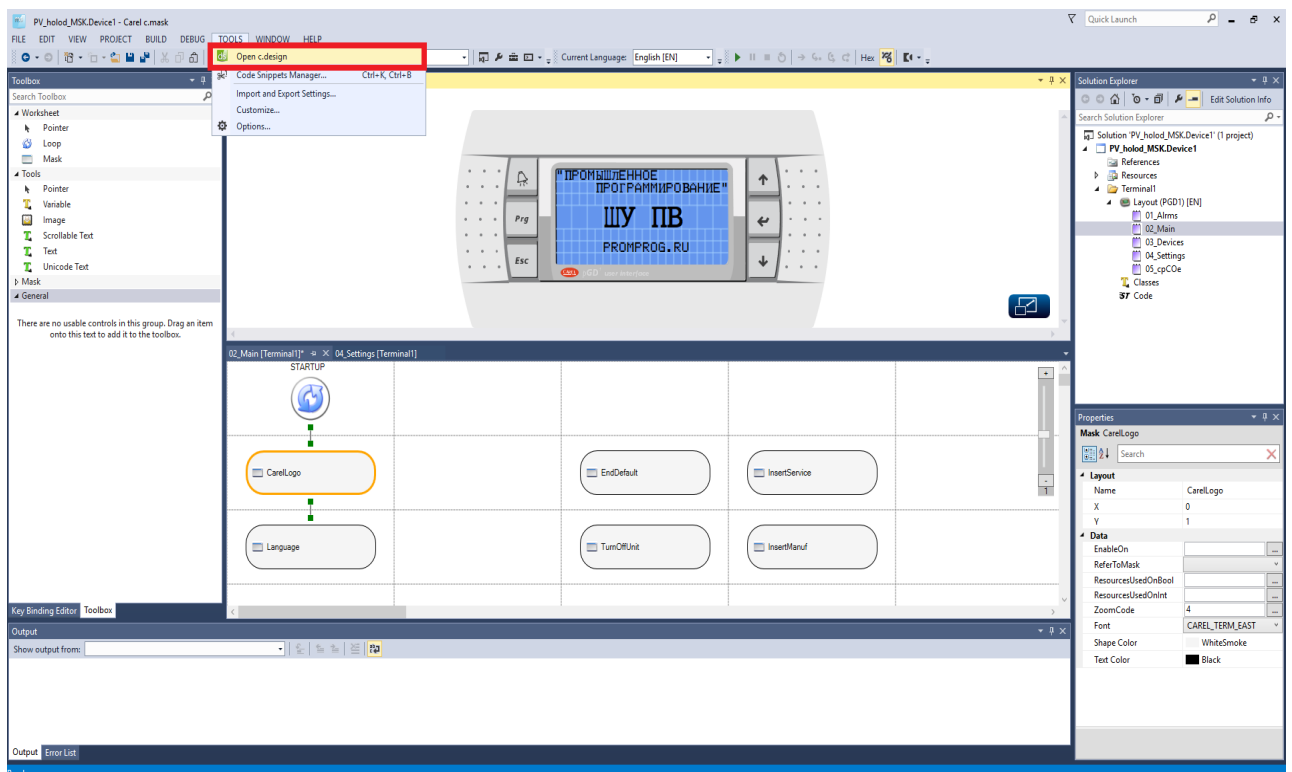 PV_holod_MSK.Device1 - Carel c.mask
Quick Launch
FILE EDIT VIEW PROJECT BUILD DEBUG TOOLS WINDOW HELP
Open c.design
Code Snippets Manager... Ctrl+K, Ctrl+B
Import and Export Settings...
Customize...
Options...
Current Language: English [EN]
Hex
Toolbox
Search Toolbox
Worksheet
Pointer
Loop
Mask
Tools
Pointer
Variable
Image
Scrollable Text
Text
Unicode Text
Mask
General
There are no usable controls in this group. Drag an item
onto this text to add it to the toolbox.
Key Binding Editor Toolbox
"ПРОМЫШЛЕННОЕ
ПРОГРАММИРОВАНИЕ"
ШУ ПВ
PROMPROG.RU
Prg
Esc
CAREL pGD user interface
02_Main [Terminal1]* 04_Settings [Terminal1]
STARTUP
CarelLogo
EndDefault
InsertService
Language
TurnOffUnit
InsertManuf
+
-
1
Solution Explorer
Edit Solution Info
Search Solution Explorer
Solution 'PV_holod_MSK.Device1' (1 project)
PV_holod_MSK.Device1
References
Resources
Terminal1
Layout (PGD1) [EN]
01_Alrms
02_Main
03_Devices
04_Settings
05_cpCOe
Classes
ST Code
Properties
Mask CarelLogo
Search
Layout
Name CarelLogo
X 0
Y 1
Data
EnableOn ...
ReferToMask
ResourcesUsedOnBool ...
ResourcesUsedOnInt ...
ZoomCode 4 ...
Font CAREL_TERM_EAST
Shape Color WhiteSmoke
Text Color Black
Output
Show output from:
Output Error List